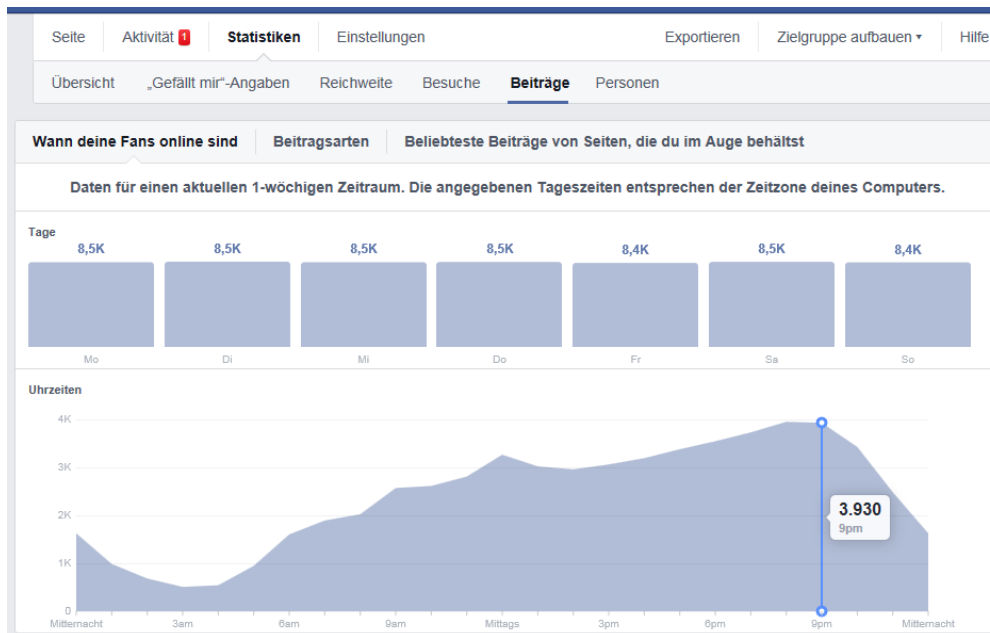 Seite Aktivität 1 Statistiken Einstellungen Exportieren Zielgruppe aufbauen Hilfe
Übersicht „Gefällt mir“-Angaben Reichweite Besuche Beiträge Personen
Wann deine Fans online sind Beitragsarten Beliebteste Beiträge von Seiten, die du im Auge behältst
Daten für einen aktuellen 1-wöchigen Zeitraum. Die angegebenen Tageszeiten entsprechen der Zeitzone deines Computers.
Tage
8,5K 8,5K 8,5K 8,5K 8,4K 8,5K 8,4K
Mo Di Mi Do Fr Sa So
Uhrzeiten
4K
3K
2K
1K
0
3.930
9pm
Mitternacht 3am 6am 9am Mittags 3pm 6pm 9pm Mitternacht